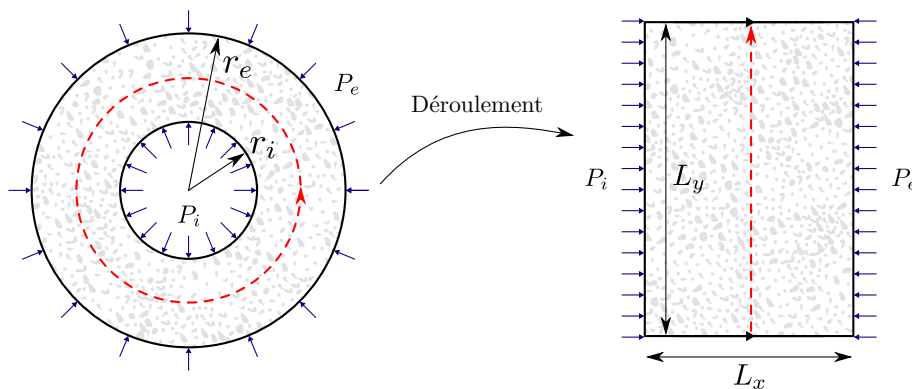 r_e
P_e
r_i
P_i
Déroulement
P_i
L_y
P_e
L_x